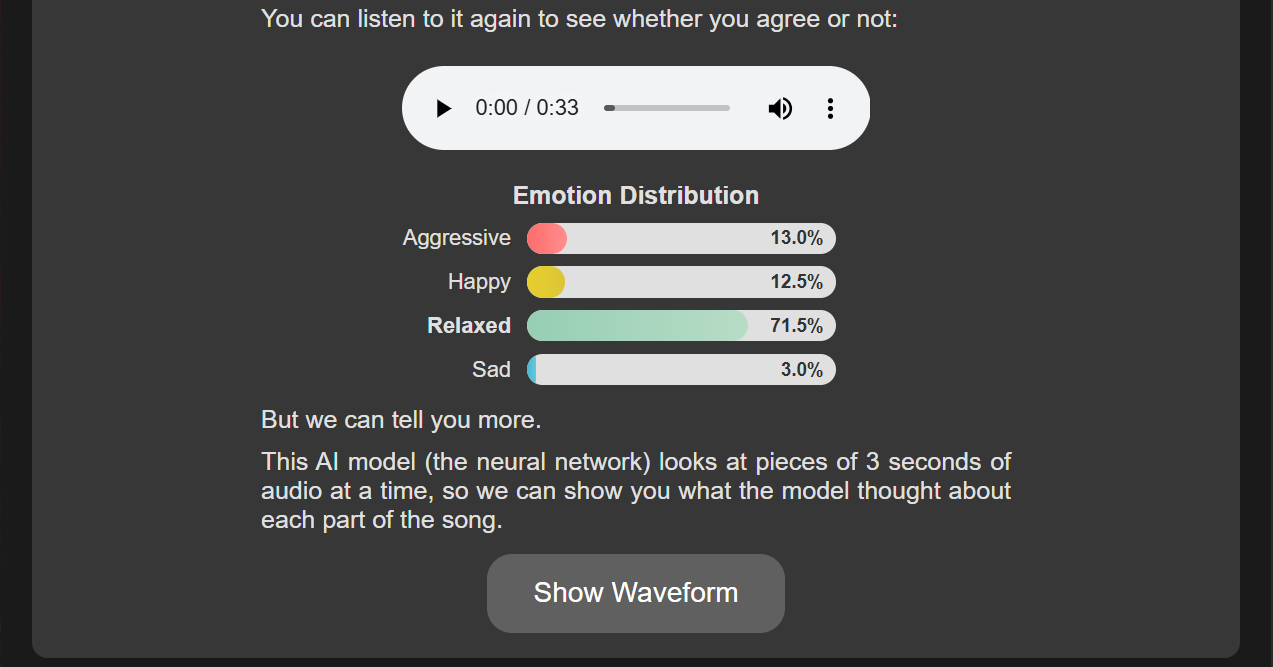 You can listen to it again to see whether you agree or not:
0:00 / 0:33
Emotion Distribution
Aggressive 13.0%
Happy 12.5%
Relaxed 71.5%
Sad 3.0%
But we can tell you more.
This AI model (the neural network) looks at pieces of 3 seconds of
audio at a time, so we can show you what the model thought about
each part of the song.
Show Waveform